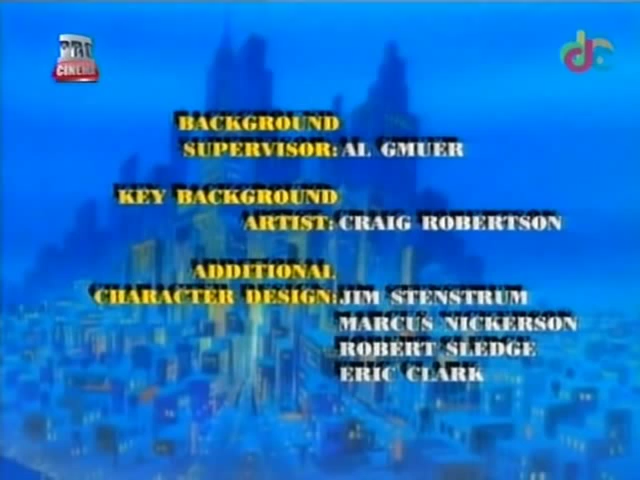 PRO
CINEMA
dc
BACKGROUND
SUPERVISOR: AL GMUER
KEY BACKGROUND
ARTIST: CRAIG ROBERTSON
ADDITIONAL
CHARACTER DESIGN: JIM STENSTRUM
MARCUS NICKERSON
ROBERT SLEDGE
ERIC CLARK